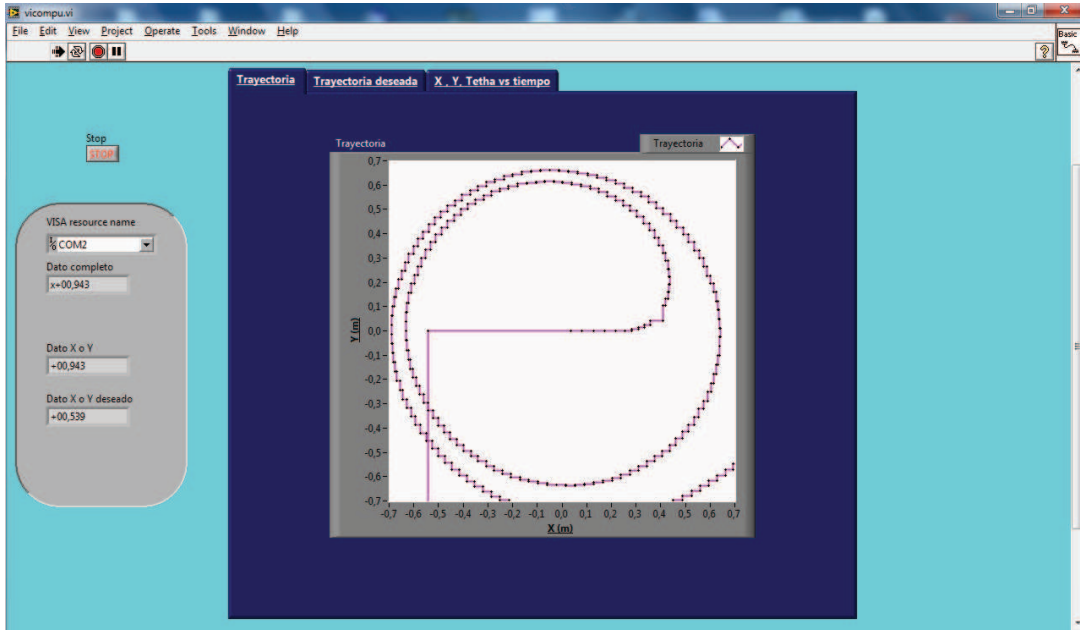 vicompu.vi
File Edit View Project Operate Tools Window Help
Basic
Trayectoria Trayectoria deseada X , Y, Tetha vs tiempo
Stop
STOP
VISA resource name
COM2
Dato completo
x+00,943
Dato X o Y
+00,943
Dato X o Y deseado
+00,539
Trayectoria
Trayectoria
0,7
0,6
0,5
0,4
0,3
0,2
0,1
0,0
-0,1
-0,2
-0,3
-0,4
-0,5
-0,6
-0,7
Y (m)
-0,7 -0,6 -0,5 -0,4 -0,3 -0,2 -0,1 0,0 0,1 0,2 0,3 0,4 0,5 0,6 0,7
X (m)